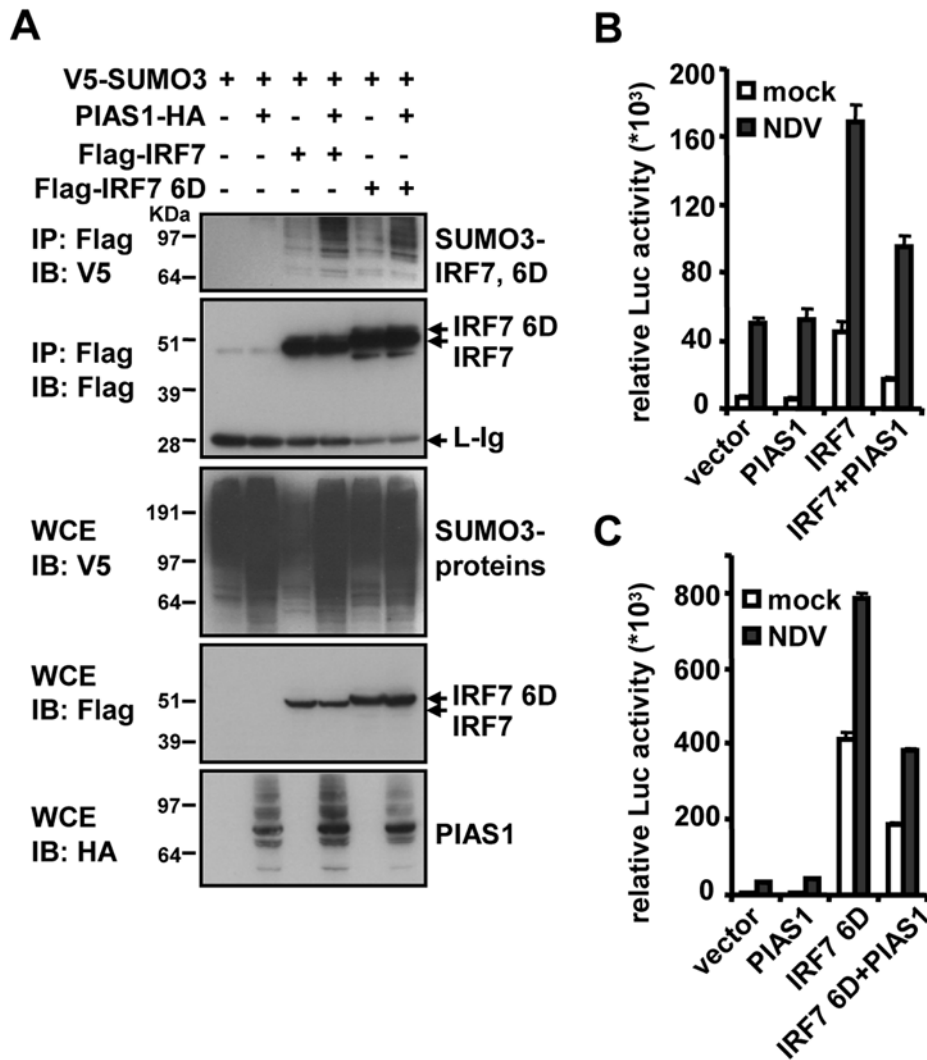 A
V5-SUMO3 + + + + + +
PIAS1-HA - + - + - +
Flag-IRF7 - - + + - -
Flag-IRF7 6D - - - - + +
KDa
IP: Flag
IB: V5
97
64
SUMO3-
IRF7, 6D
IP: Flag
IB: Flag
51
39
28
IRF7 6D
IRF7
L-Ig
WCE
IB: V5
191
97
64
SUMO3-
proteins
WCE
IB: Flag
51
39
IRF7 6D
IRF7
WCE
IB: HA
97
64
PIAS1
B
relative Luc activity (*10³)
200
160
120
80
40
0
mock
NDV
vector
PIAS1
IRF7
IRF7+PIAS1
C
relative Luc activity (*10³)
800
600
400
200
0
mock
NDV
vector
PIAS1
IRF7 6D
IRF7 6D+PIAS1